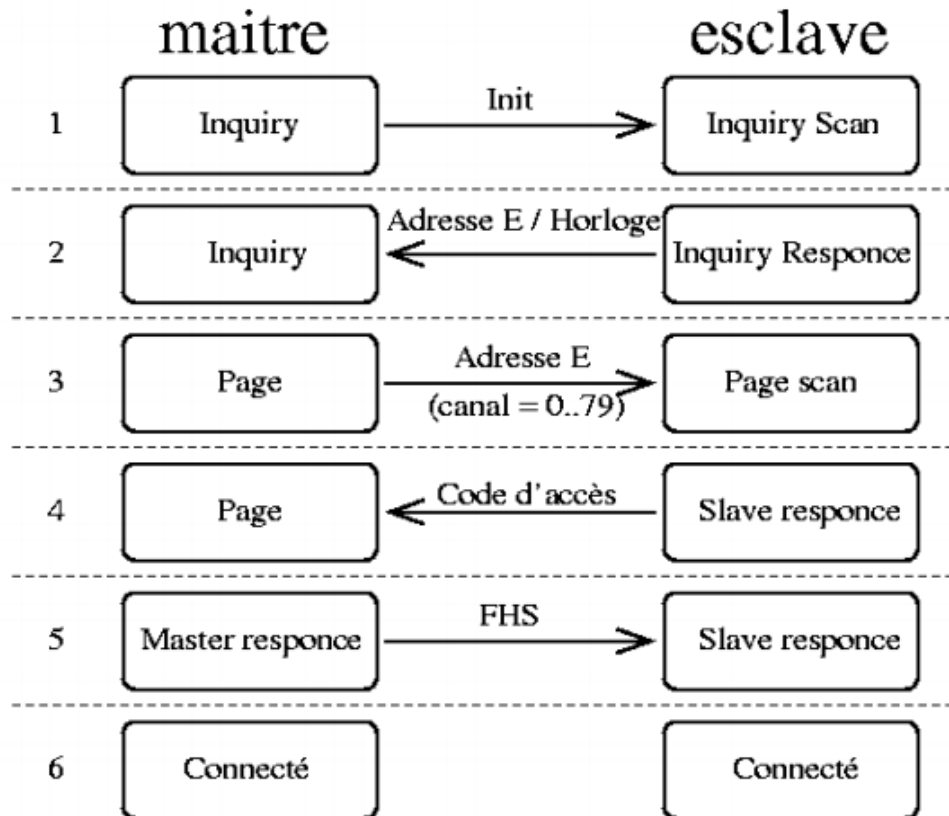 maitre esclave
1 Inquiry Init Inquiry Scan
2 Inquiry Adresse E / Horloge Inquiry Responce
3 Page Adresse E Page scan
(canal = 0..79)
4 Page Code d'accès Slave responce
5 Master responce FHS Slave responce
6 Connecté Connecté